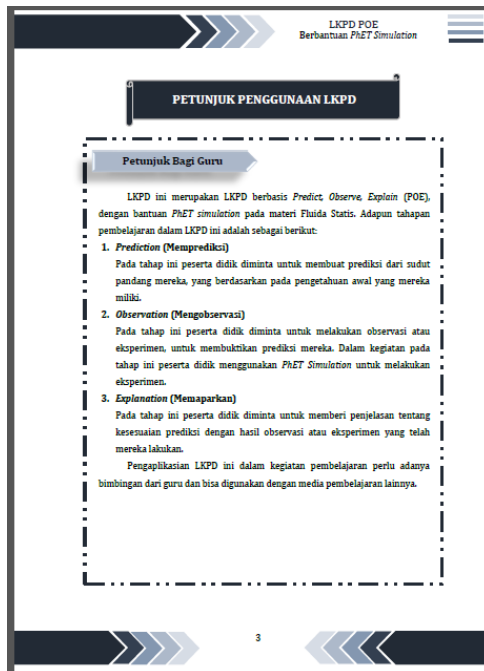 LKPD POE
Berbantuan PhET Simulation
PETUNJUK PENGGUNAAN LKPD
Petunjuk Bagi Guru
LKPD ini merupakan LKPD berbasis Predict, Observe, Explain (POE),
dengan bantuan PhET simulation pada materi Fluida Statis. Adapun tahapan
pembelajaran dalam LKPD ini adalah sebagai berikut:
1. Prediction (Memprediksi)
Pada tahap ini peserta didik diminta untuk membuat prediksi dari sudut
pandang mereka, yang berdasarkan pada pengetahuan awal yang mereka
miliki.
2. Observation (Mengobservasi)
Pada tahap ini peserta didik diminta untuk melakukan observasi atau
eksperimen, untuk membuktikan prediksi mereka. Dalam kegiatan pada
tahap ini peserta didik menggunakan PhET Simulation untuk melakukan
eksperimen.
3. Explanation (Memaparkan)
Pada tahap ini peserta didik diminta untuk memberi penjelasan tentang
kesesuaian prediksi dengan hasil observasi atau eksperimen yang telah
mereka lakukan.
Pengaplikasian LKPD ini dalam kegiatan pembelajaran perlu adanya
bimbingan dari guru dan bisa digunakan dengan media pembelajaran lainnya.
3